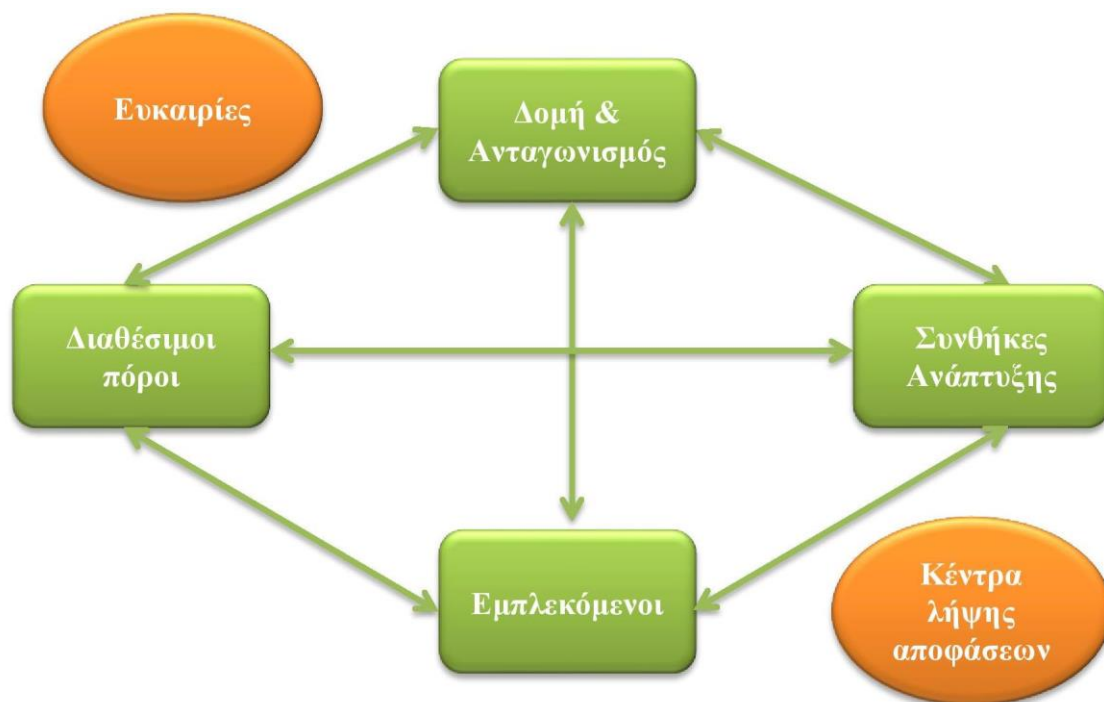 Ευκαιρίες
Δομή &
Ανταγωνισμός
Διαθέσιμοι
πόροι
Συνθήκες
Ανάπτυξης
Εμπλεκόμενοι
Κέντρα
λήψης
αποφάσεων